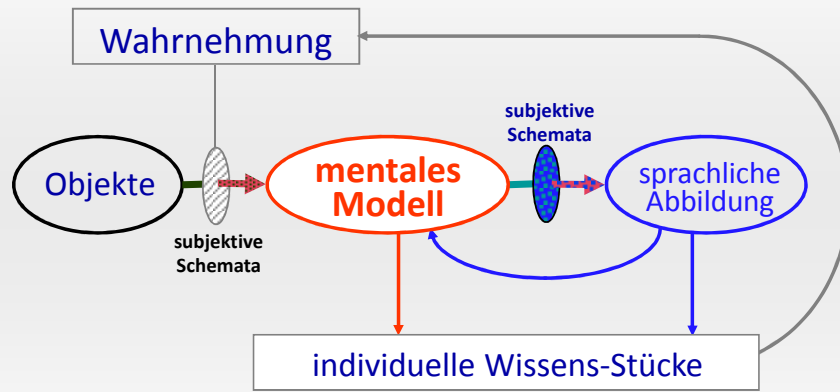 Wahrnehmung
subjektive
Schemata
Objekte
mentales
Modell
sprachliche
Abbildung
subjektive
Schemata
individuelle Wissens-Stücke